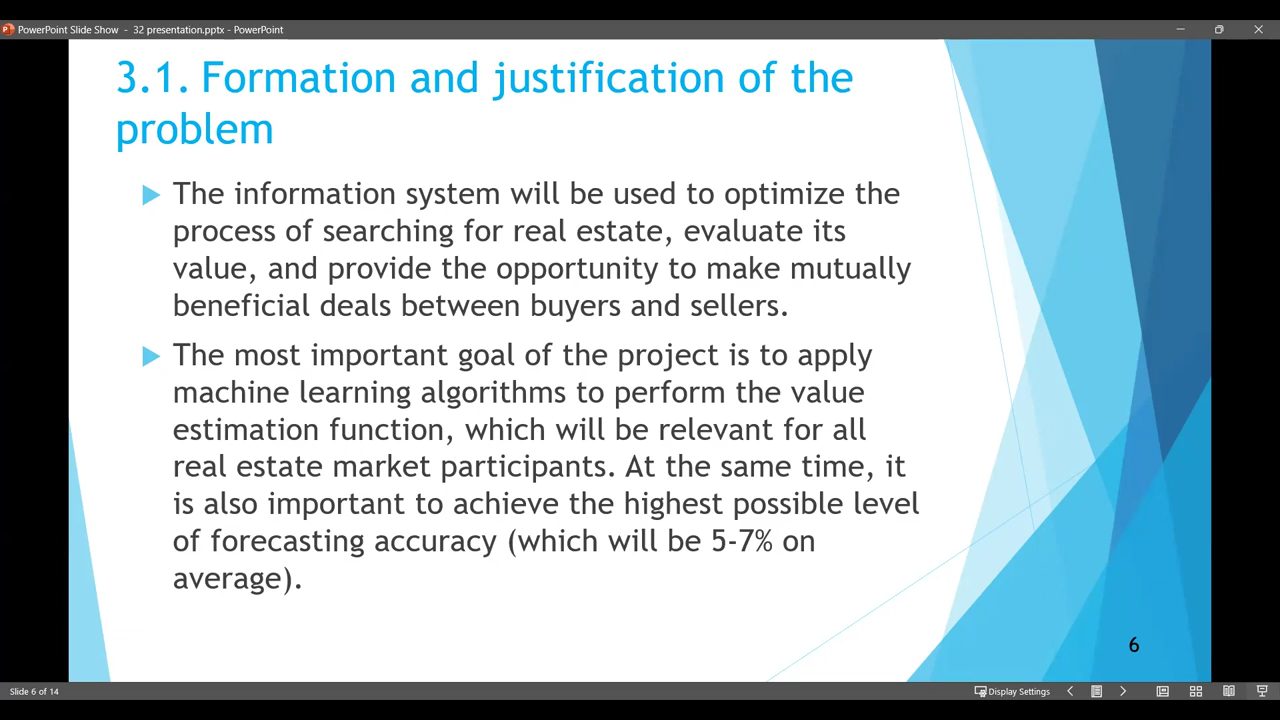 PowerPoint Slide Show - 32 presentation.pptx - PowerPoint
3.1. Formation and justification of the
problem
The information system will be used to optimize the
process of searching for real estate, evaluate its
value, and provide the opportunity to make mutually
beneficial deals between buyers and sellers.
The most important goal of the project is to apply
machine learning algorithms to perform the value
estimation function, which will be relevant for all
real estate market participants. At the same time, it
is also important to achieve the highest possible level
of forecasting accuracy (which will be 5-7% on
average).
6
Slide 6 of 14
Display Settings